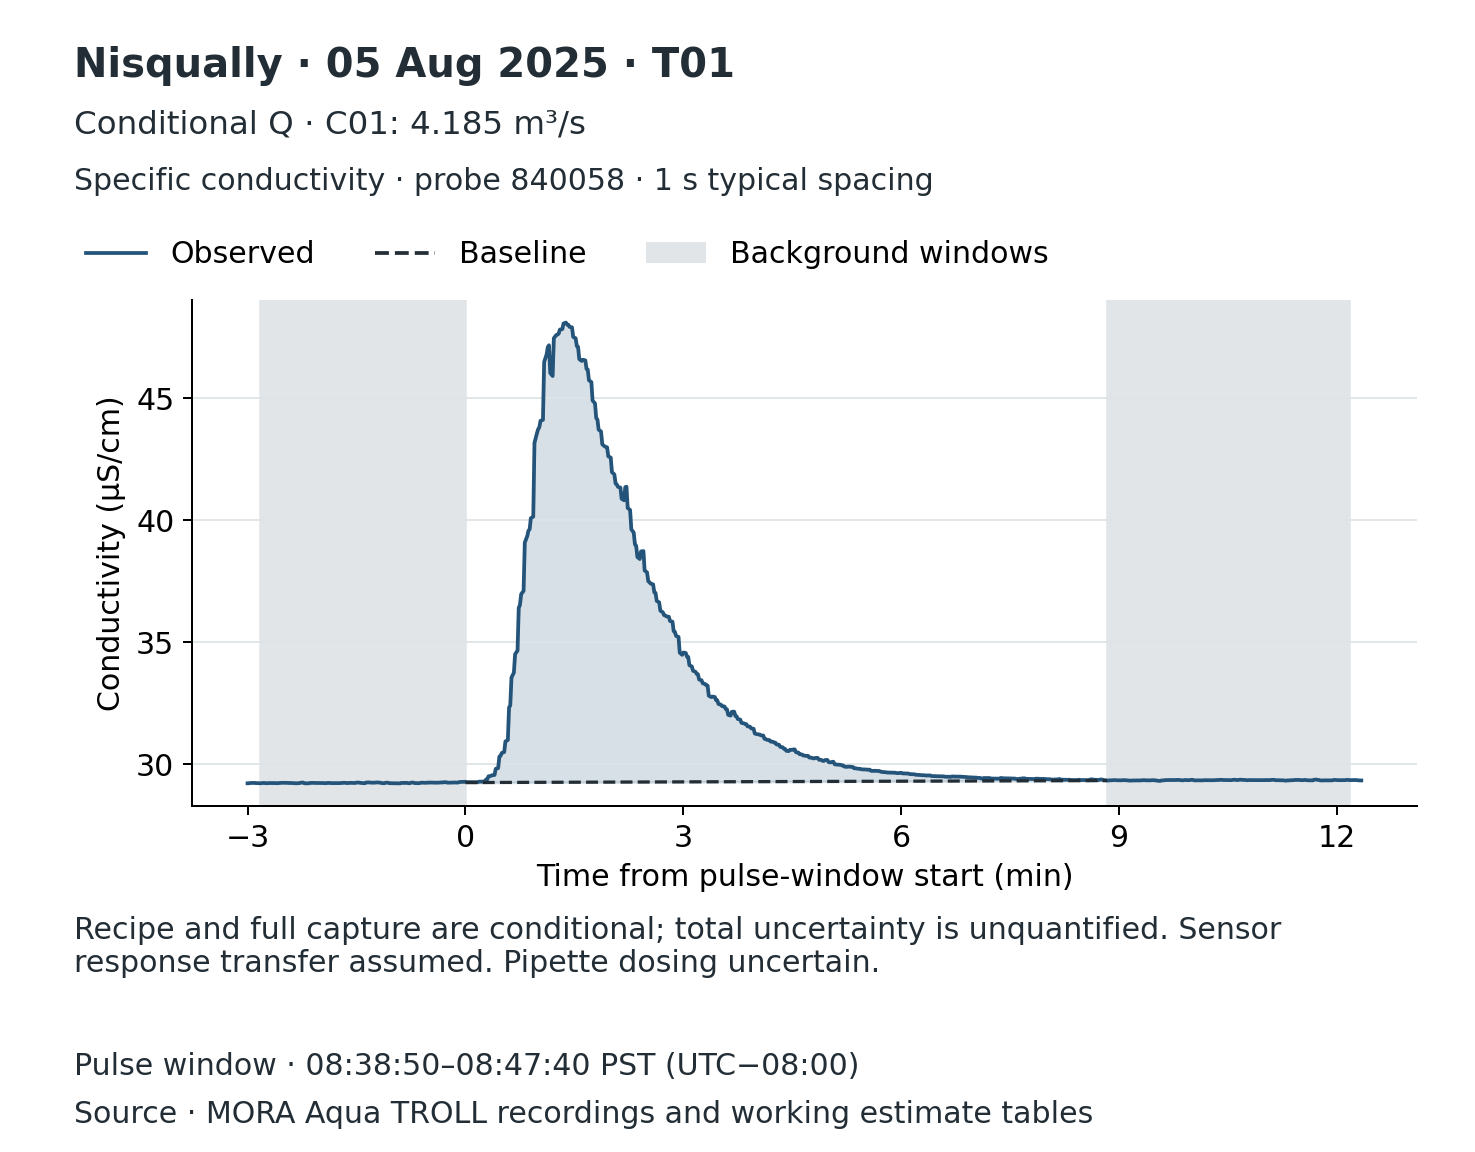 Nisqually · 05 Aug 2025 · T01
Conditional Q · C01: 4.185 m³/s
Specific conductivity · probe 840058 · 1 s typical spacing
Observed Baseline Background windows
Conductivity (µS/cm)
45
40
35
30
−3 0 3 6 9 12
Time from pulse-window start (min)
Recipe and full capture are conditional; total uncertainty is unquantified. Sensor
response transfer assumed. Pipette dosing uncertain.
Pulse window · 08:38:50–08:47:40 PST (UTC−08:00)
Source · MORA Aqua TROLL recordings and working estimate tables